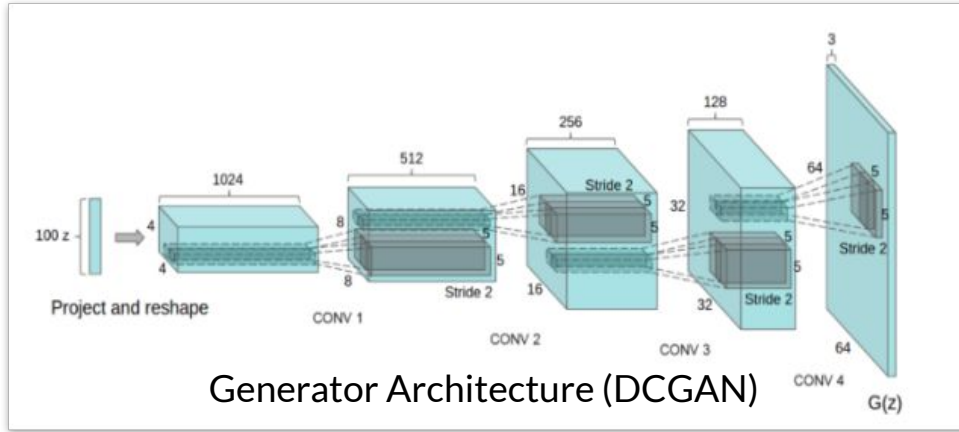 100 z
Project and reshape
1024
4
4
CONV 1
512
8
8
5
5
Stride 2
CONV 2
256
16
16
Stride 2
5
5
CONV 3
128
32
32
5
5
Stride 2
CONV 4
3
64
64
5
5
Stride 2
G(z)
Generator Architecture (DCGAN)